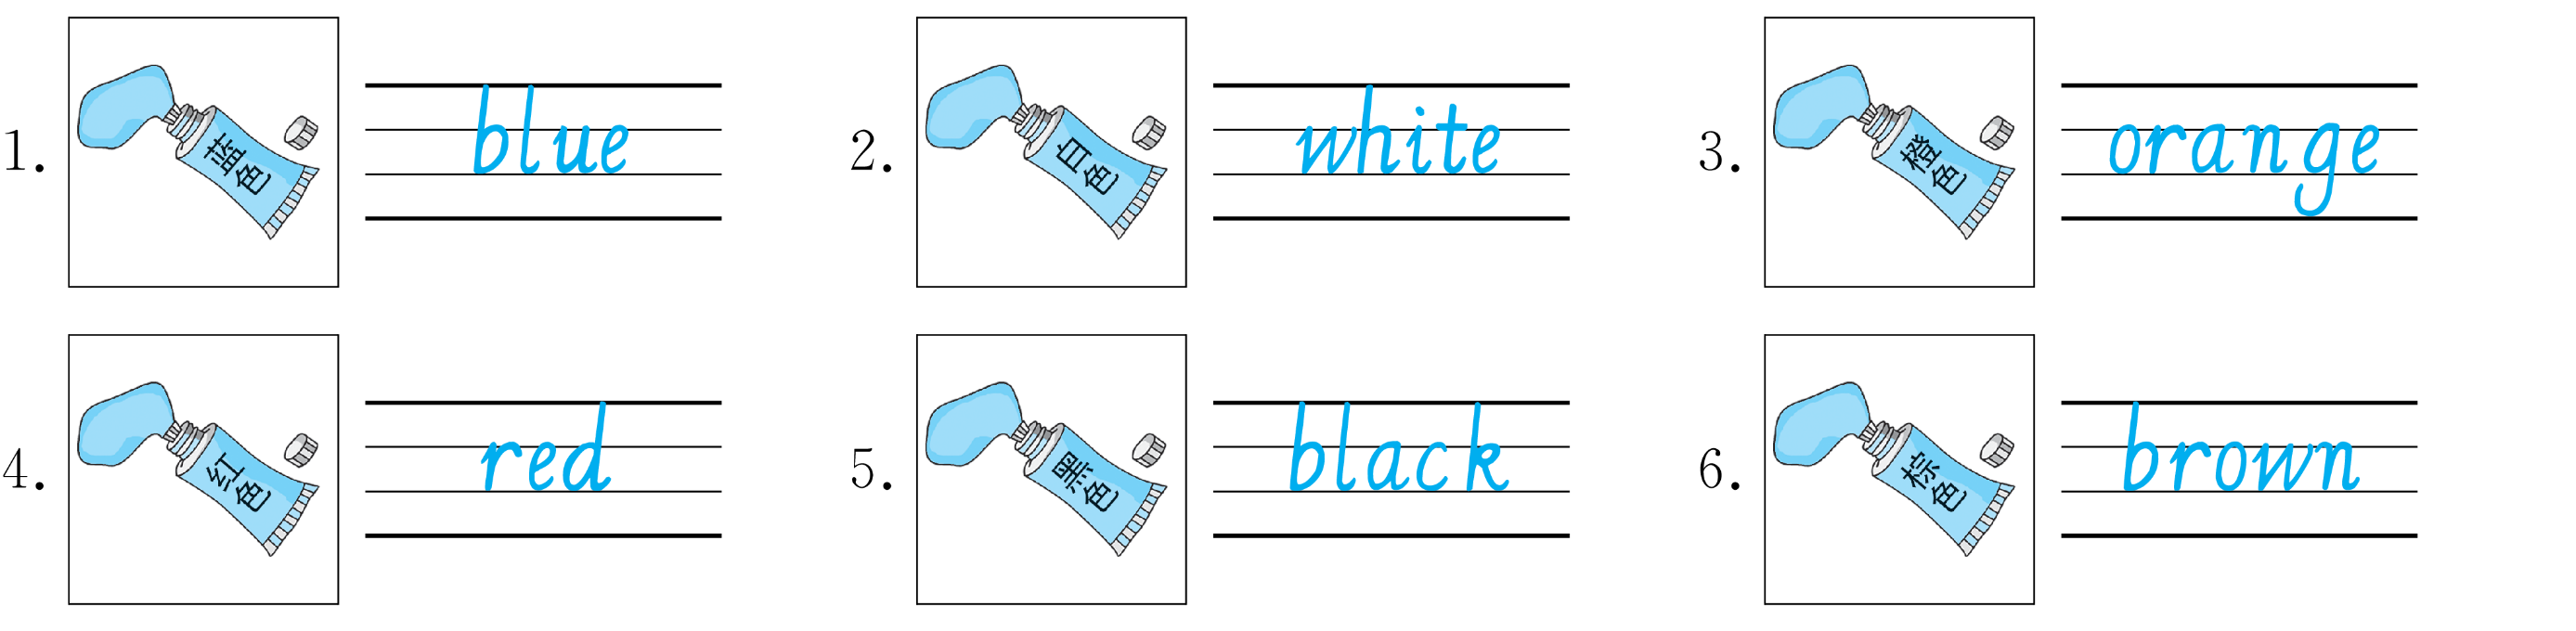 1. 蓝色 blue
2. 白色 white
3. 橙色 orange
4. 红色 red
5. 黑色 black
6. 棕色 brown